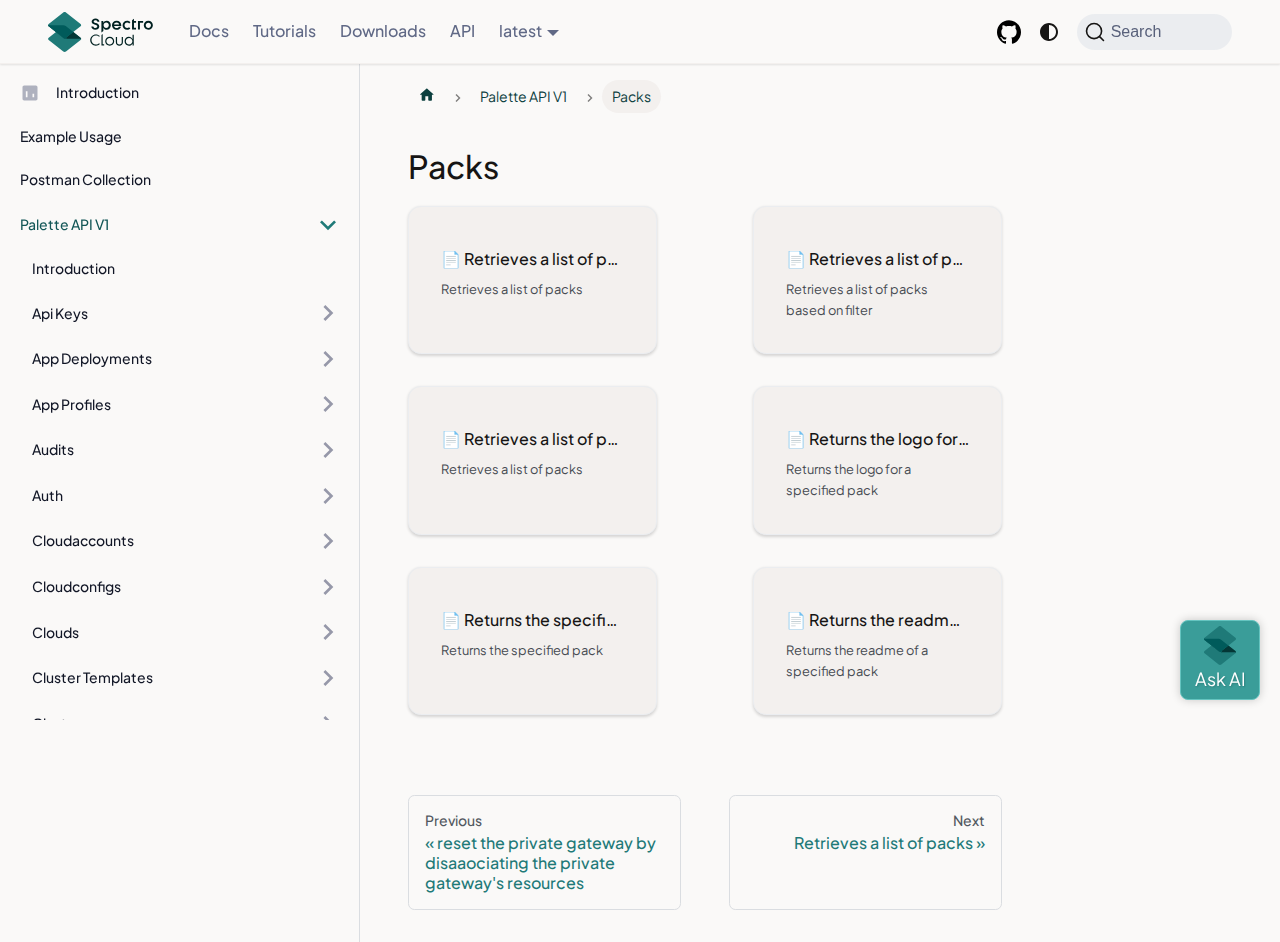 Spectro
Cloud
Docs
Tutorials
Downloads
API
latest
Search
Introduction
Example Usage
Postman Collection
Palette API V1
Introduction
Api Keys
App Deployments
App Profiles
Audits
Auth
Cloudaccounts
Cloudconfigs
Clouds
Cluster Templates
Palette API V1
Packs
Packs
Retrieves a list of p…
Retrieves a list of packs
Retrieves a list of p…
Retrieves a list of packs
based on filter
Retrieves a list of p…
Retrieves a list of packs
Returns the logo for…
Returns the logo for a
specified pack
Returns the specifi…
Returns the specified pack
Returns the readm…
Returns the readme of a
specified pack
Ask AI
Previous
« reset the private gateway by
disaaociating the private
gateway's resources
Next
Retrieves a list of packs »